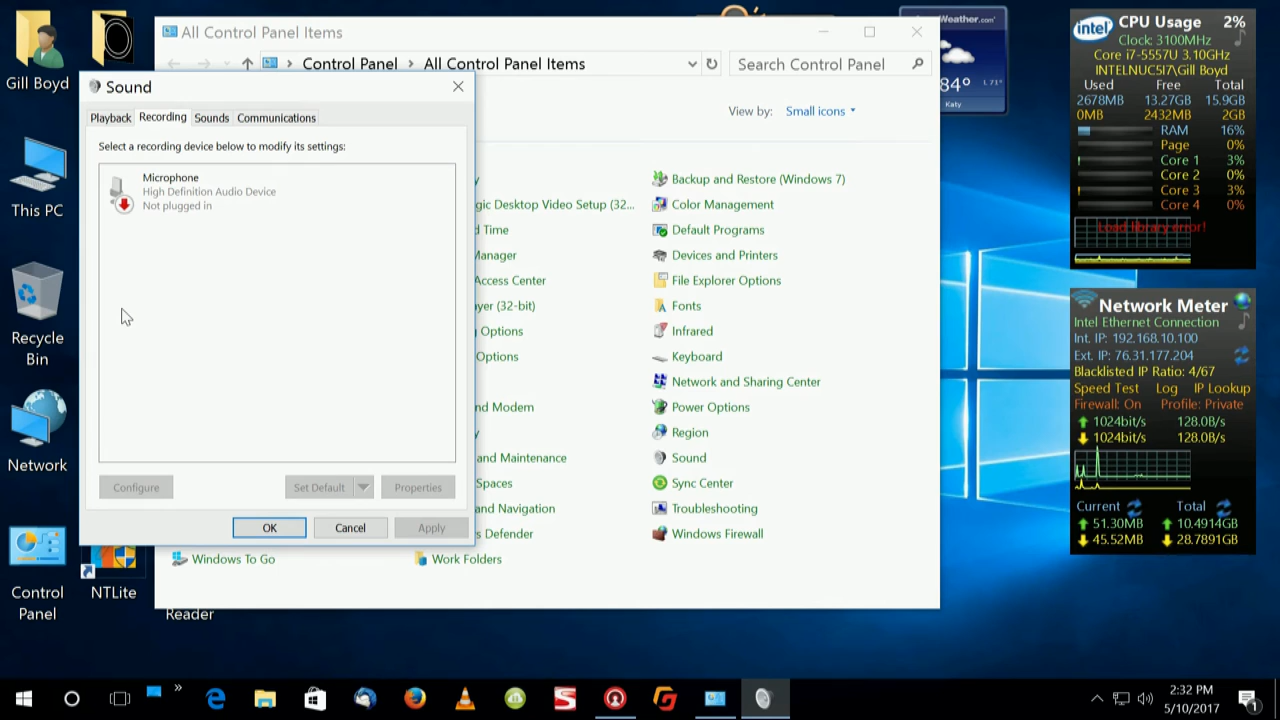 Gill Boyd
This PC
Recycle
Bin
Network
Control
Panel
NTLite
Reader
All Control Panel Items
Control Panel
All Control Panel Items
Search Control Panel
View by:
Small icons
Sound
Playback
Recording
Sounds
Communications
Select a recording device below to modify its settings:
Microphone
High Definition Audio Device
Not plugged in
Configure
Set Default
Properties
OK
Cancel
Apply
y
gic Desktop Video Setup (32...
d Time
Manager
Access Center
yer (32-bit)
Options
Options
nd Modem
y
and Maintenance
Spaces
and Navigation
s Defender
Windows To Go
Work Folders
Backup and Restore (Windows 7)
Color Management
Default Programs
Devices and Printers
File Explorer Options
Fonts
Infrared
Keyboard
Network and Sharing Center
Power Options
Region
Sound
Sync Center
Troubleshooting
Windows Firewall
Weather.com
84°
L 71°
Katy
intel
CPU Usage 2%
Clock: 3100MHz
Core i7-5557U 3.10GHz
INTELNUC5I7\Gill Boyd
Used Free Total
2678MB 13.27GB 15.9GB
0MB 2432MB 2GB
RAM 16%
Page 0%
Core 1 3%
Core 2 0%
Core 3 3%
Core 4 0%
Load library error!
Network Meter
Intel Ethernet Connection
Int. IP: 192.168.10.100
Ext. IP: 76.31.177.204
Blacklisted IP Ratio: 4/67
Speed Test Log IP Lookup
Firewall: On Profile: Private
1024bit/s 128.0B/s
1024bit/s 128.0B/s
Current Total
51.30MB 10.4914GB
45.52MB 28.7891GB
2:32 PM
5/10/2017
1